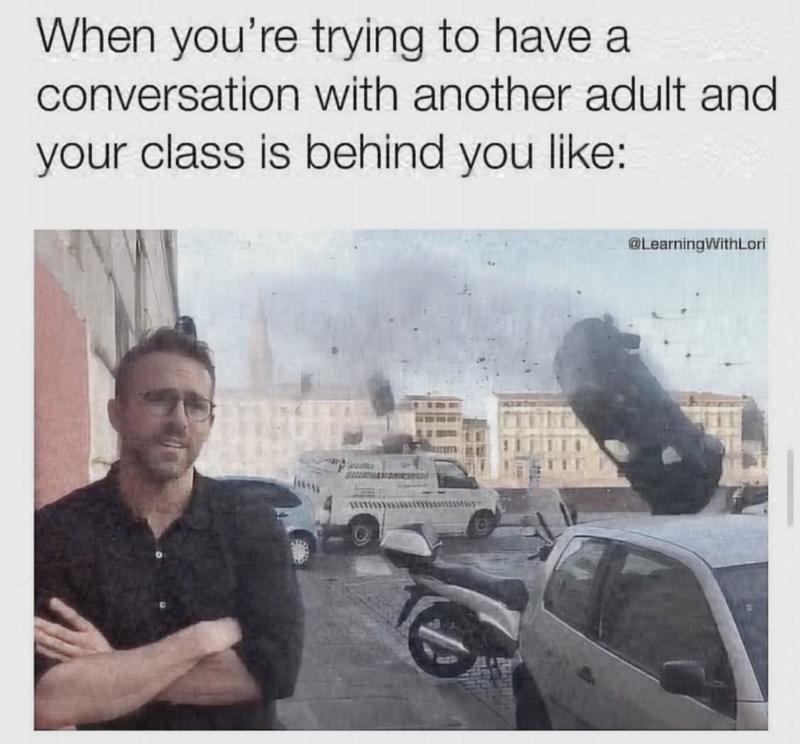 When you're trying to have a
conversation with another adult and
your class is behind you like:
@LearningWithLori